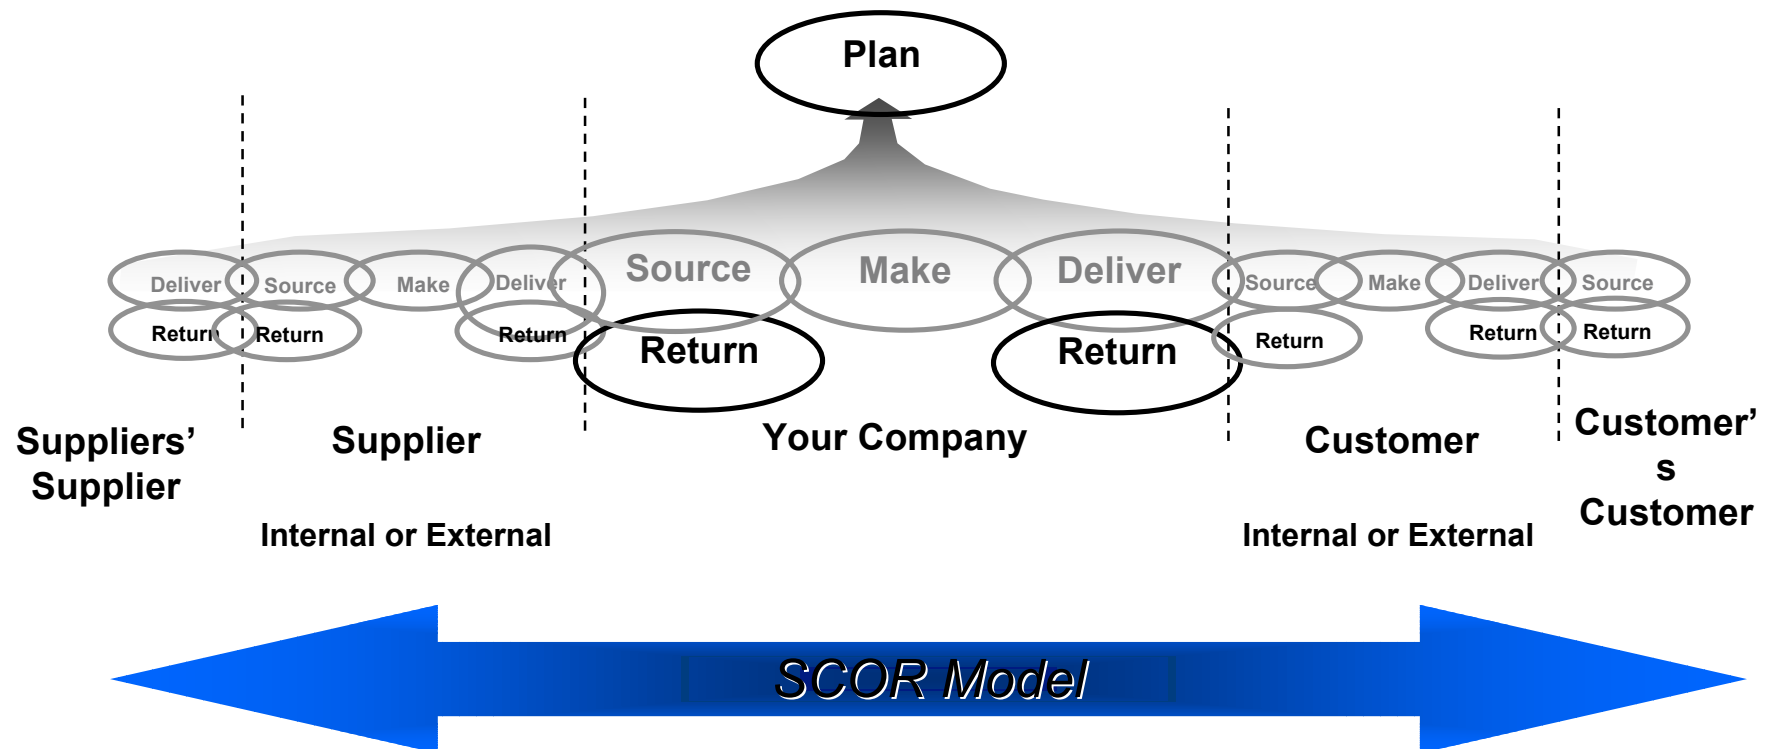 Plan
Deliver Source Make Deliver Source Make Deliver Source Make Deliver Source
Return Return Return Return Return Return Return Return
Suppliers’
Supplier
Supplier
Your Company
Customer
Customer’
s
Customer
Internal or External
Internal or External
SCOR Model